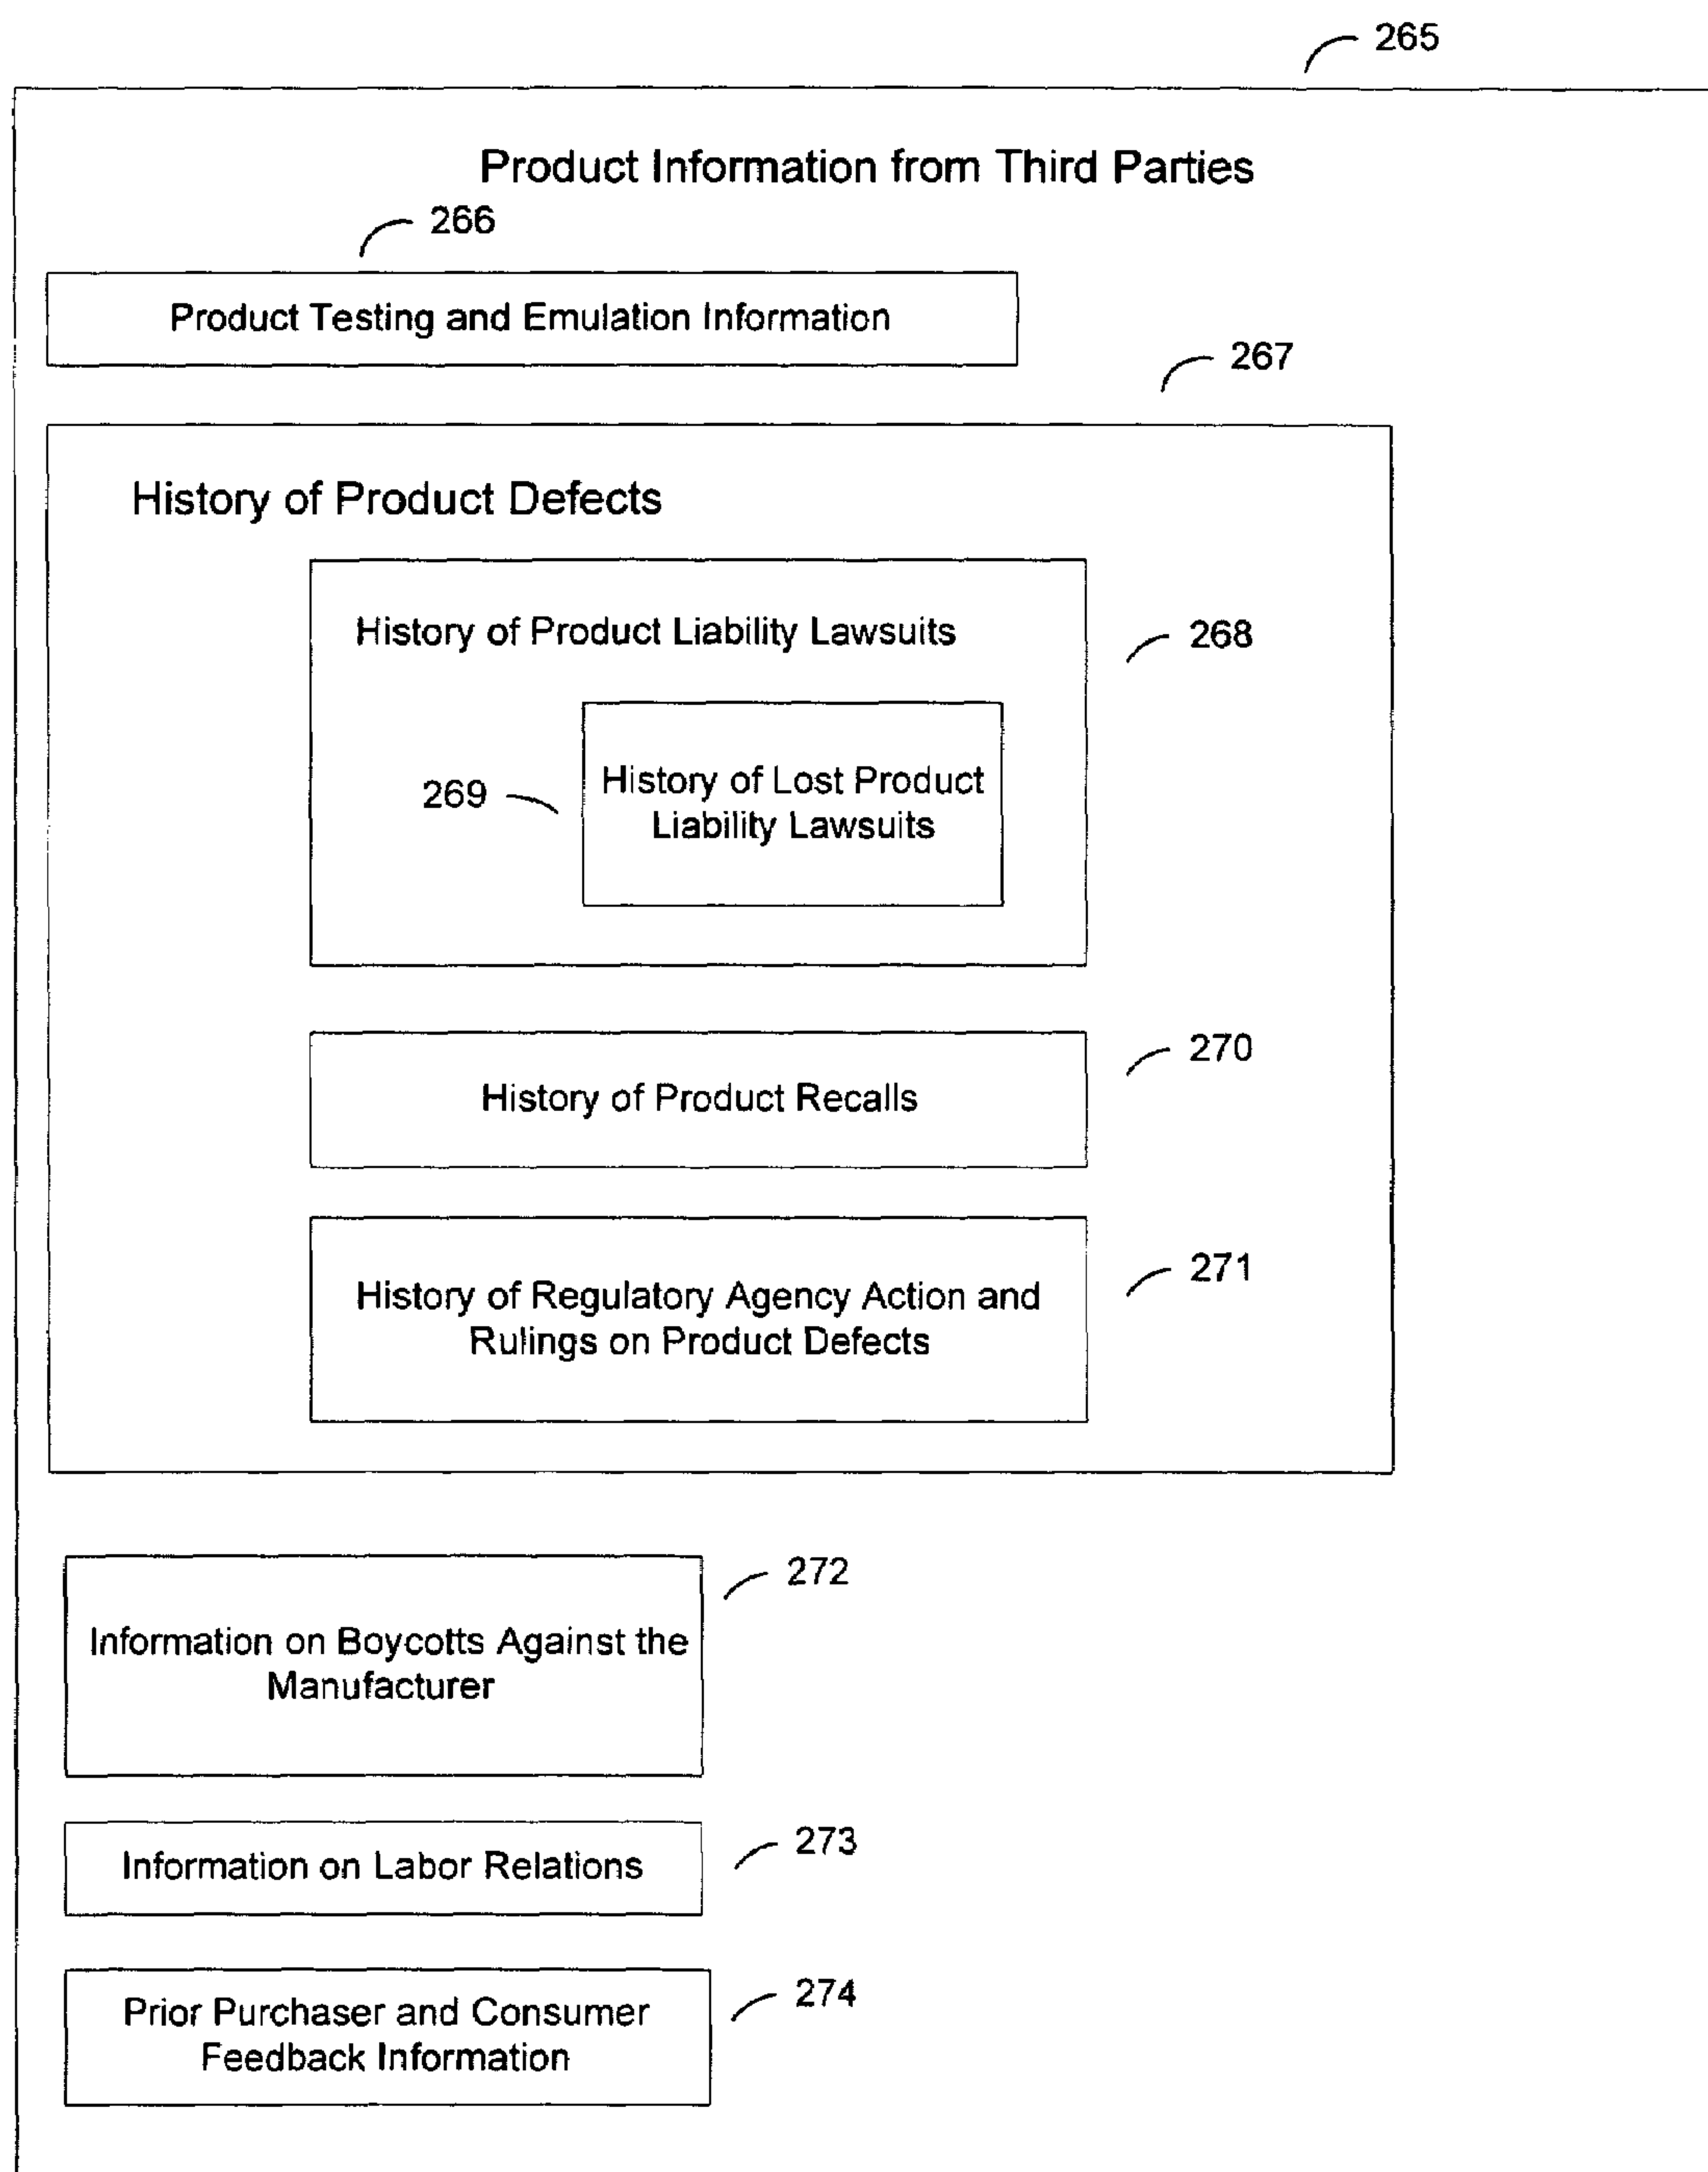 265
Product Information from Third Parties
266
Product Testing and Emulation Information
267
History of Product Defects
History of Product Liability Lawsuits
268
269
History of Lost Product
Liability Lawsuits
270
History of Product Recalls
271
History of Regulatory Agency Action and
Rulings on Product Defects
272
Information on Boycotts Against the
Manufacturer
273
Information on Labor Relations
274
Prior Purchaser and Consumer
Feedback Information